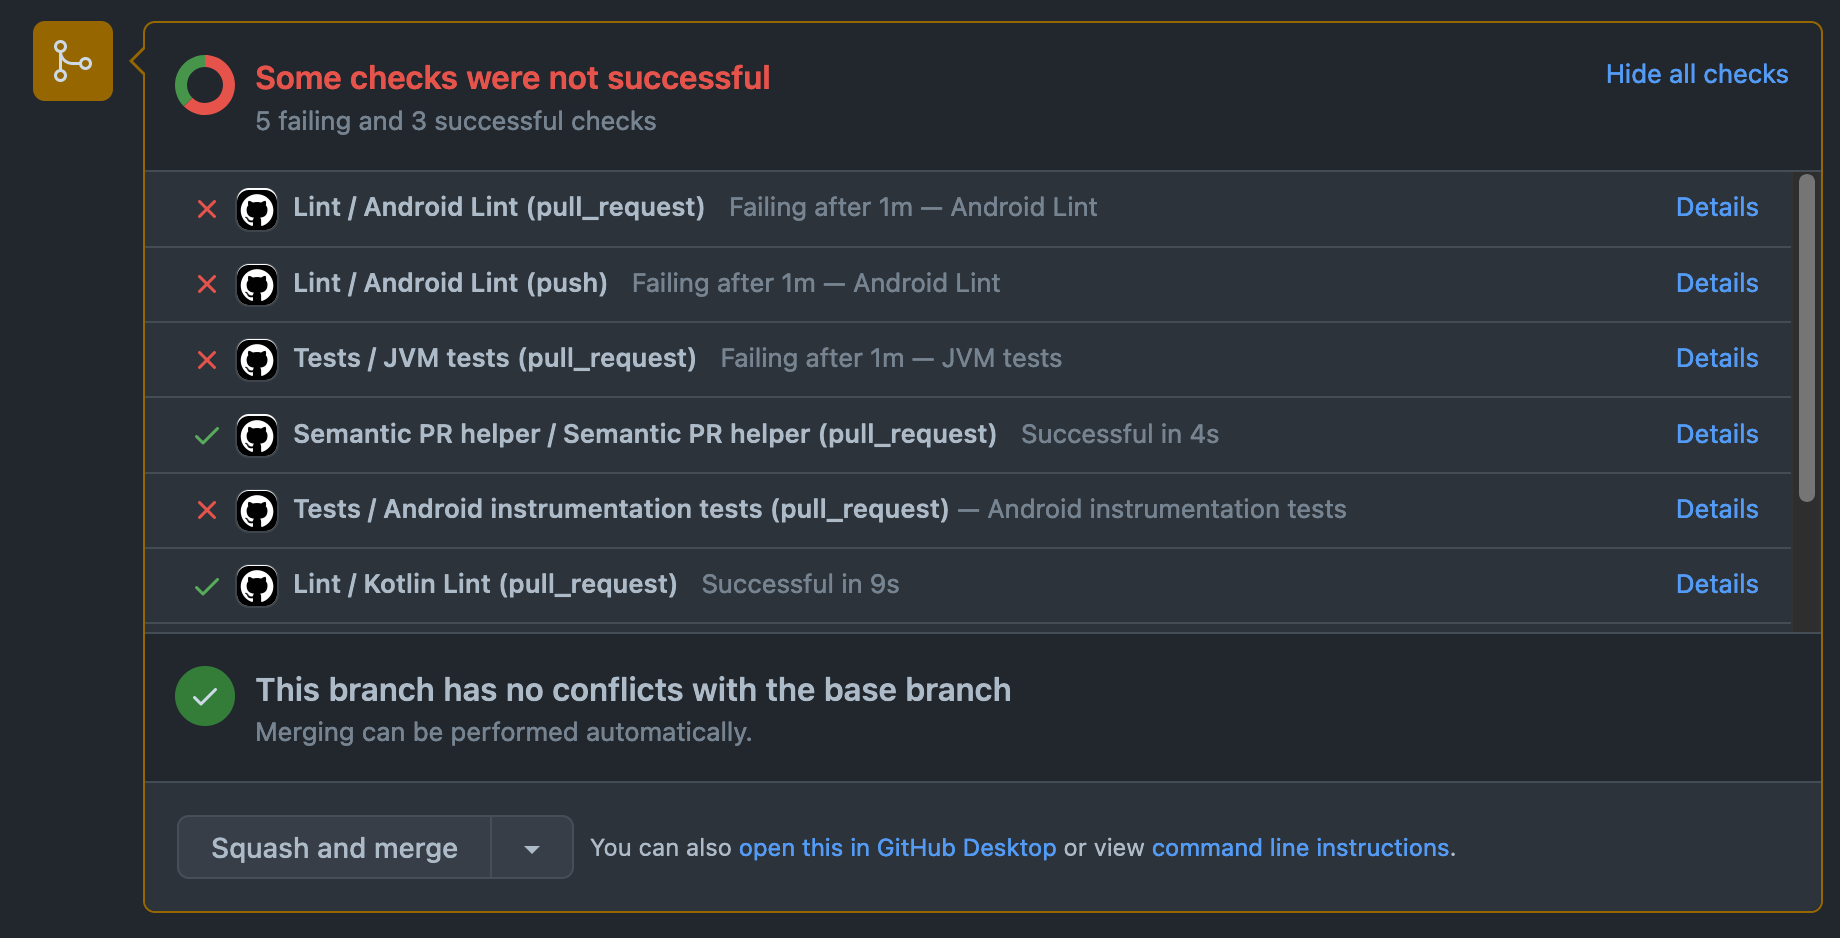 Some checks were not successful
Hide all checks
5 failing and 3 successful checks
Lint / Android Lint (pull_request) Failing after 1m — Android Lint Details
Lint / Android Lint (push) Failing after 1m — Android Lint Details
Tests / JVM tests (pull_request) Failing after 1m — JVM tests Details
Semantic PR helper / Semantic PR helper (pull_request) Successful in 4s Details
Tests / Android instrumentation tests (pull_request) — Android instrumentation tests Details
Lint / Kotlin Lint (pull_request) Successful in 9s Details
This branch has no conflicts with the base branch
Merging can be performed automatically.
Squash and merge You can also open this in GitHub Desktop or view command line instructions.